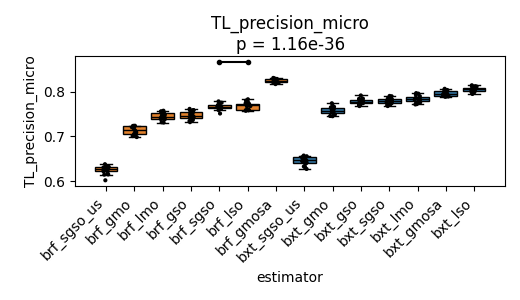 TL_precision_micro
p = 1.16e-36
TL_precision_micro
0.8
0.7
0.6
brf_sgso_us
brf_gmo
brf_lmo
brf_gso
brf_sgso
brf_lso
brf_gmosa
bxt_sgso_us
bxt_gmo
bxt_gso
bxt_sgso
bxt_lmo
bxt_gmosa
bxt_lso
estimator